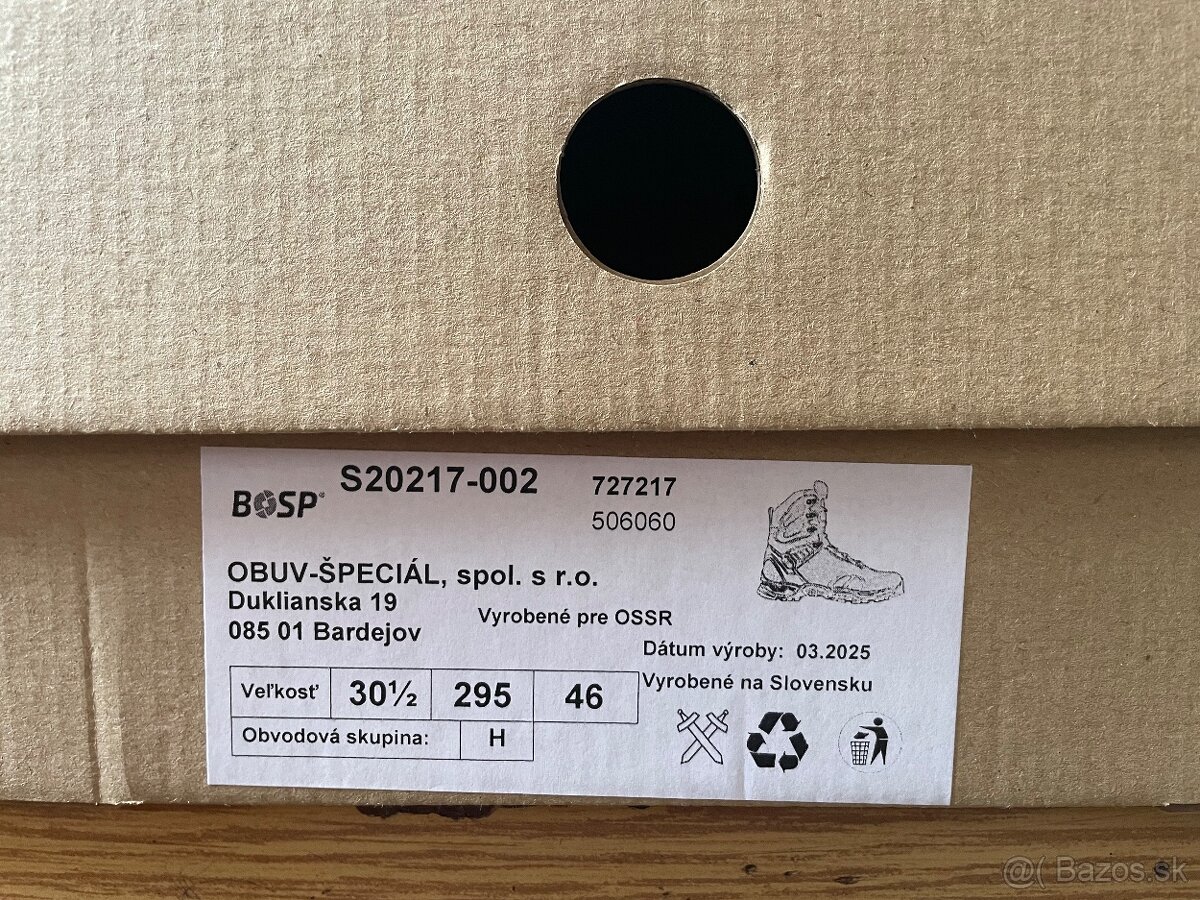 BOSP®
S20217-002
727217
506060
OBUV-ŠPECIÁL, spol. s r.o.
Duklianska 19
085 01 Bardejov
Vyrobené pre OSSR
Dátum výroby: 03.2025
Vyrobené na Slovensku
Veľkosť 30½ 295 46
Obvodová skupina: H
@( Bazos.sk